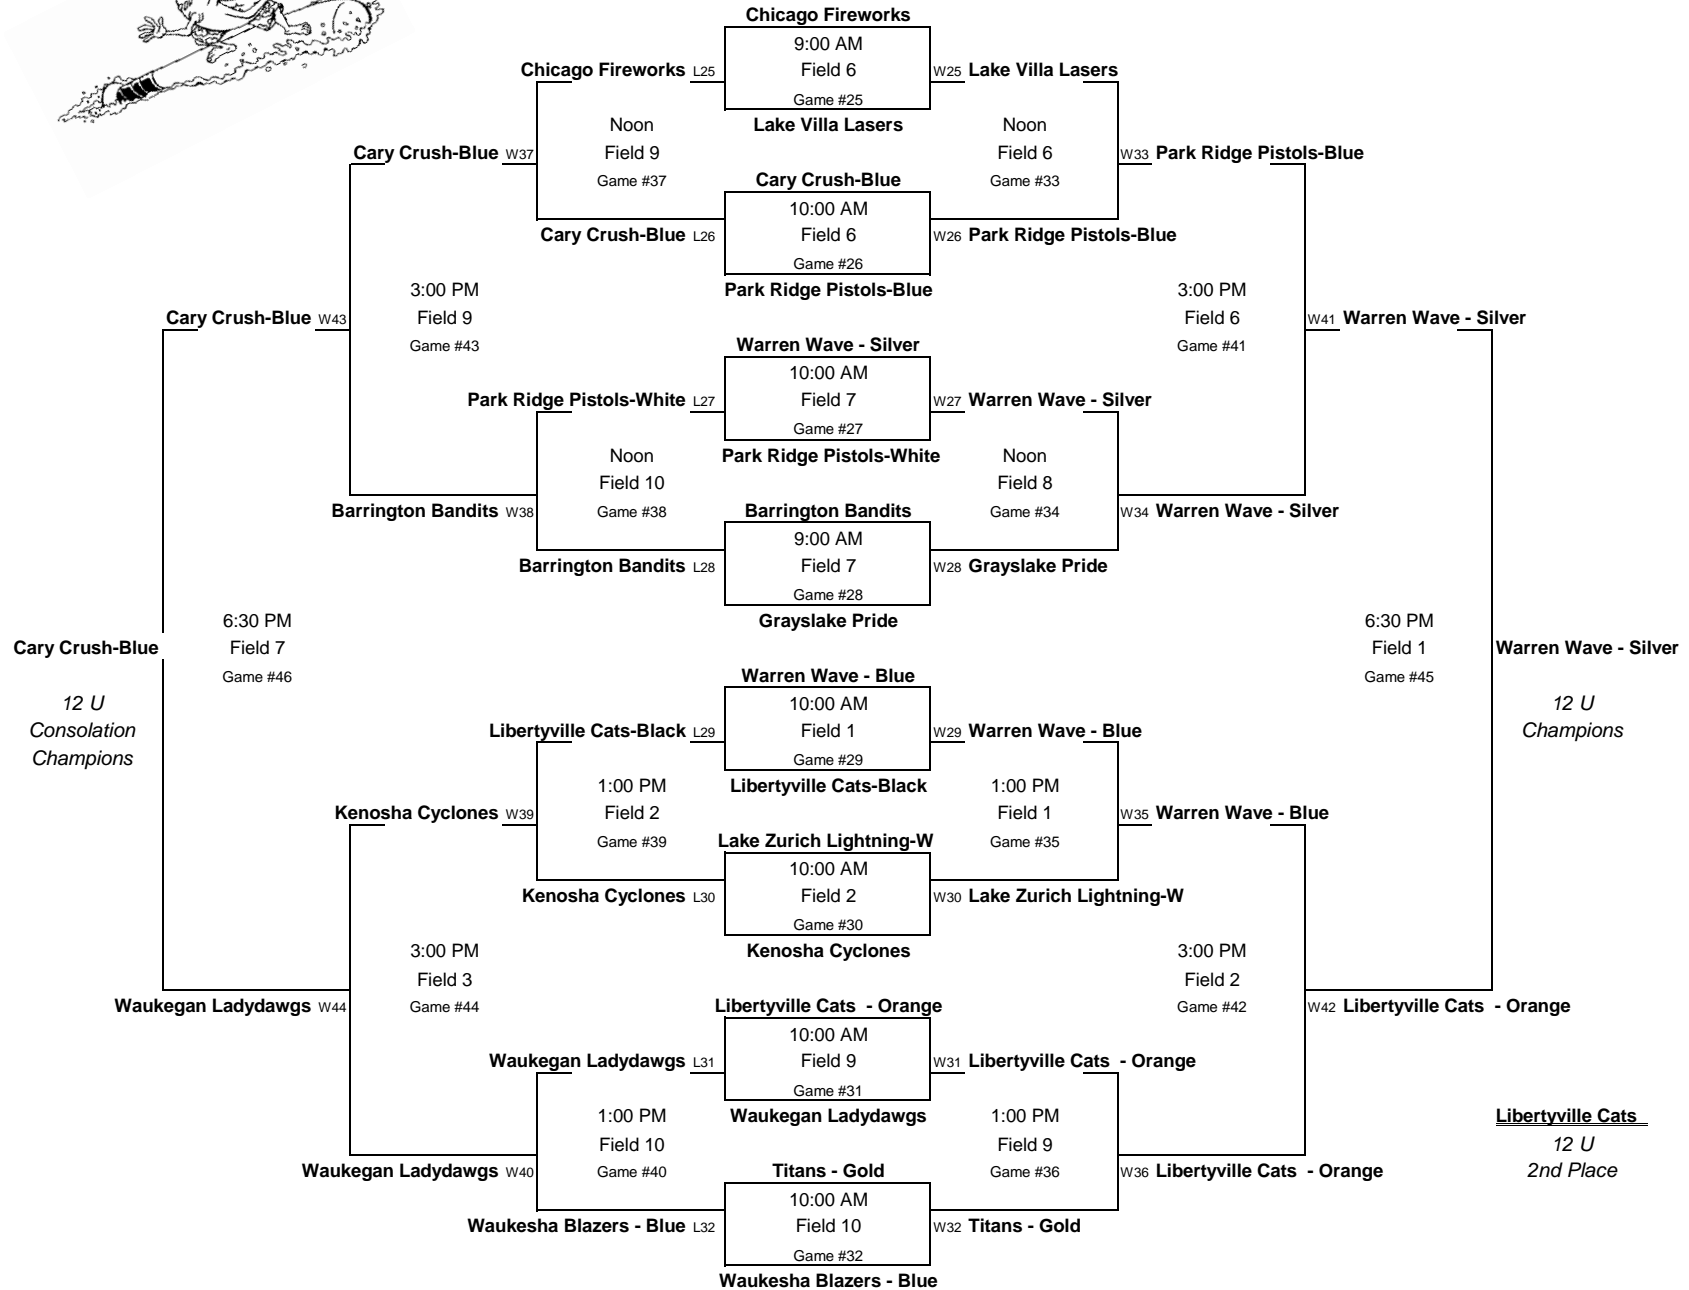 Chicago Fireworks
9:00 AM
Chicago Fireworks L25 Field 6 W25 Lake Villa Lasers
Game #25
Noon Lake Villa Lasers Noon
Cary Crush-Blue W37 Field 9 Field 6 W33 Park Ridge Pistols-Blue
Game #37 Cary Crush-Blue Game #33
10:00 AM
Cary Crush-Blue L26 Field 6 W26 Park Ridge Pistols-Blue
Game #26
3:00 PM Park Ridge Pistols-Blue 3:00 PM
Cary Crush-Blue W43 Field 9 Field 6 W41 Warren Wave - Silver
Game #43 Warren Wave - Silver Game #41
10:00 AM
Park Ridge Pistols-White L27 Field 7 W27 Warren Wave - Silver
Game #27
Noon Park Ridge Pistols-White Noon
Field 10 Field 8
Barrington Bandits W38 Game #38 Barrington Bandits Game #34 W34 Warren Wave - Silver
9:00 AM
Barrington Bandits L28 Field 7 W28 Grayslake Pride
Game #28
6:30 PM Grayslake Pride 6:30 PM
Cary Crush-Blue Field 7 Field 1 Warren Wave - Silver
Game #46 Warren Wave - Blue Game #45
12 U 10:00 AM 12 U
Consolation Libertyville Cats-Black L29 Field 1 W29 Warren Wave - Blue Champions
Champions Game #29
1:00 PM Libertyville Cats-Black 1:00 PM
Kenosha Cyclones W39 Field 2 Field 1 W35 Warren Wave - Blue
Game #39 Lake Zurich Lightning-W Game #35
10:00 AM
Kenosha Cyclones L30 Field 2 W30 Lake Zurich Lightning-W
Game #30
3:00 PM Kenosha Cyclones 3:00 PM
Field 3 Field 2
Waukegan Ladydawgs W44 Game #44 Libertyville Cats - Orange Game #42 W42 Libertyville Cats - Orange
10:00 AM
Waukegan Ladydawgs L31 Field 9 W31 Libertyville Cats - Orange
Game #31
1:00 PM Waukegan Ladydawgs 1:00 PM Libertyville Cats
Field 10 Field 9 12 U
Waukegan Ladydawgs W40 Game #40 Titans - Gold Game #36 W36 Libertyville Cats - Orange 2nd Place
10:00 AM
Waukesha Blazers - Blue L32 Field 10 W32 Titans - Gold
Game #32
Waukesha Blazers - Blue